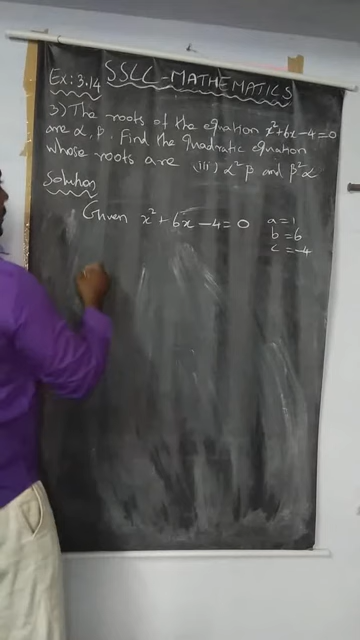 Ex: 3.14 SSLC-MATHEMATICS
3) The roots of the equation x²+6x-4=0
are α, β. Find the Quadratic equation
whose roots are (iii) α²β and β²α
Solution
Given x² + 6x - 4 = 0
a = 1
b = 6
c = -4